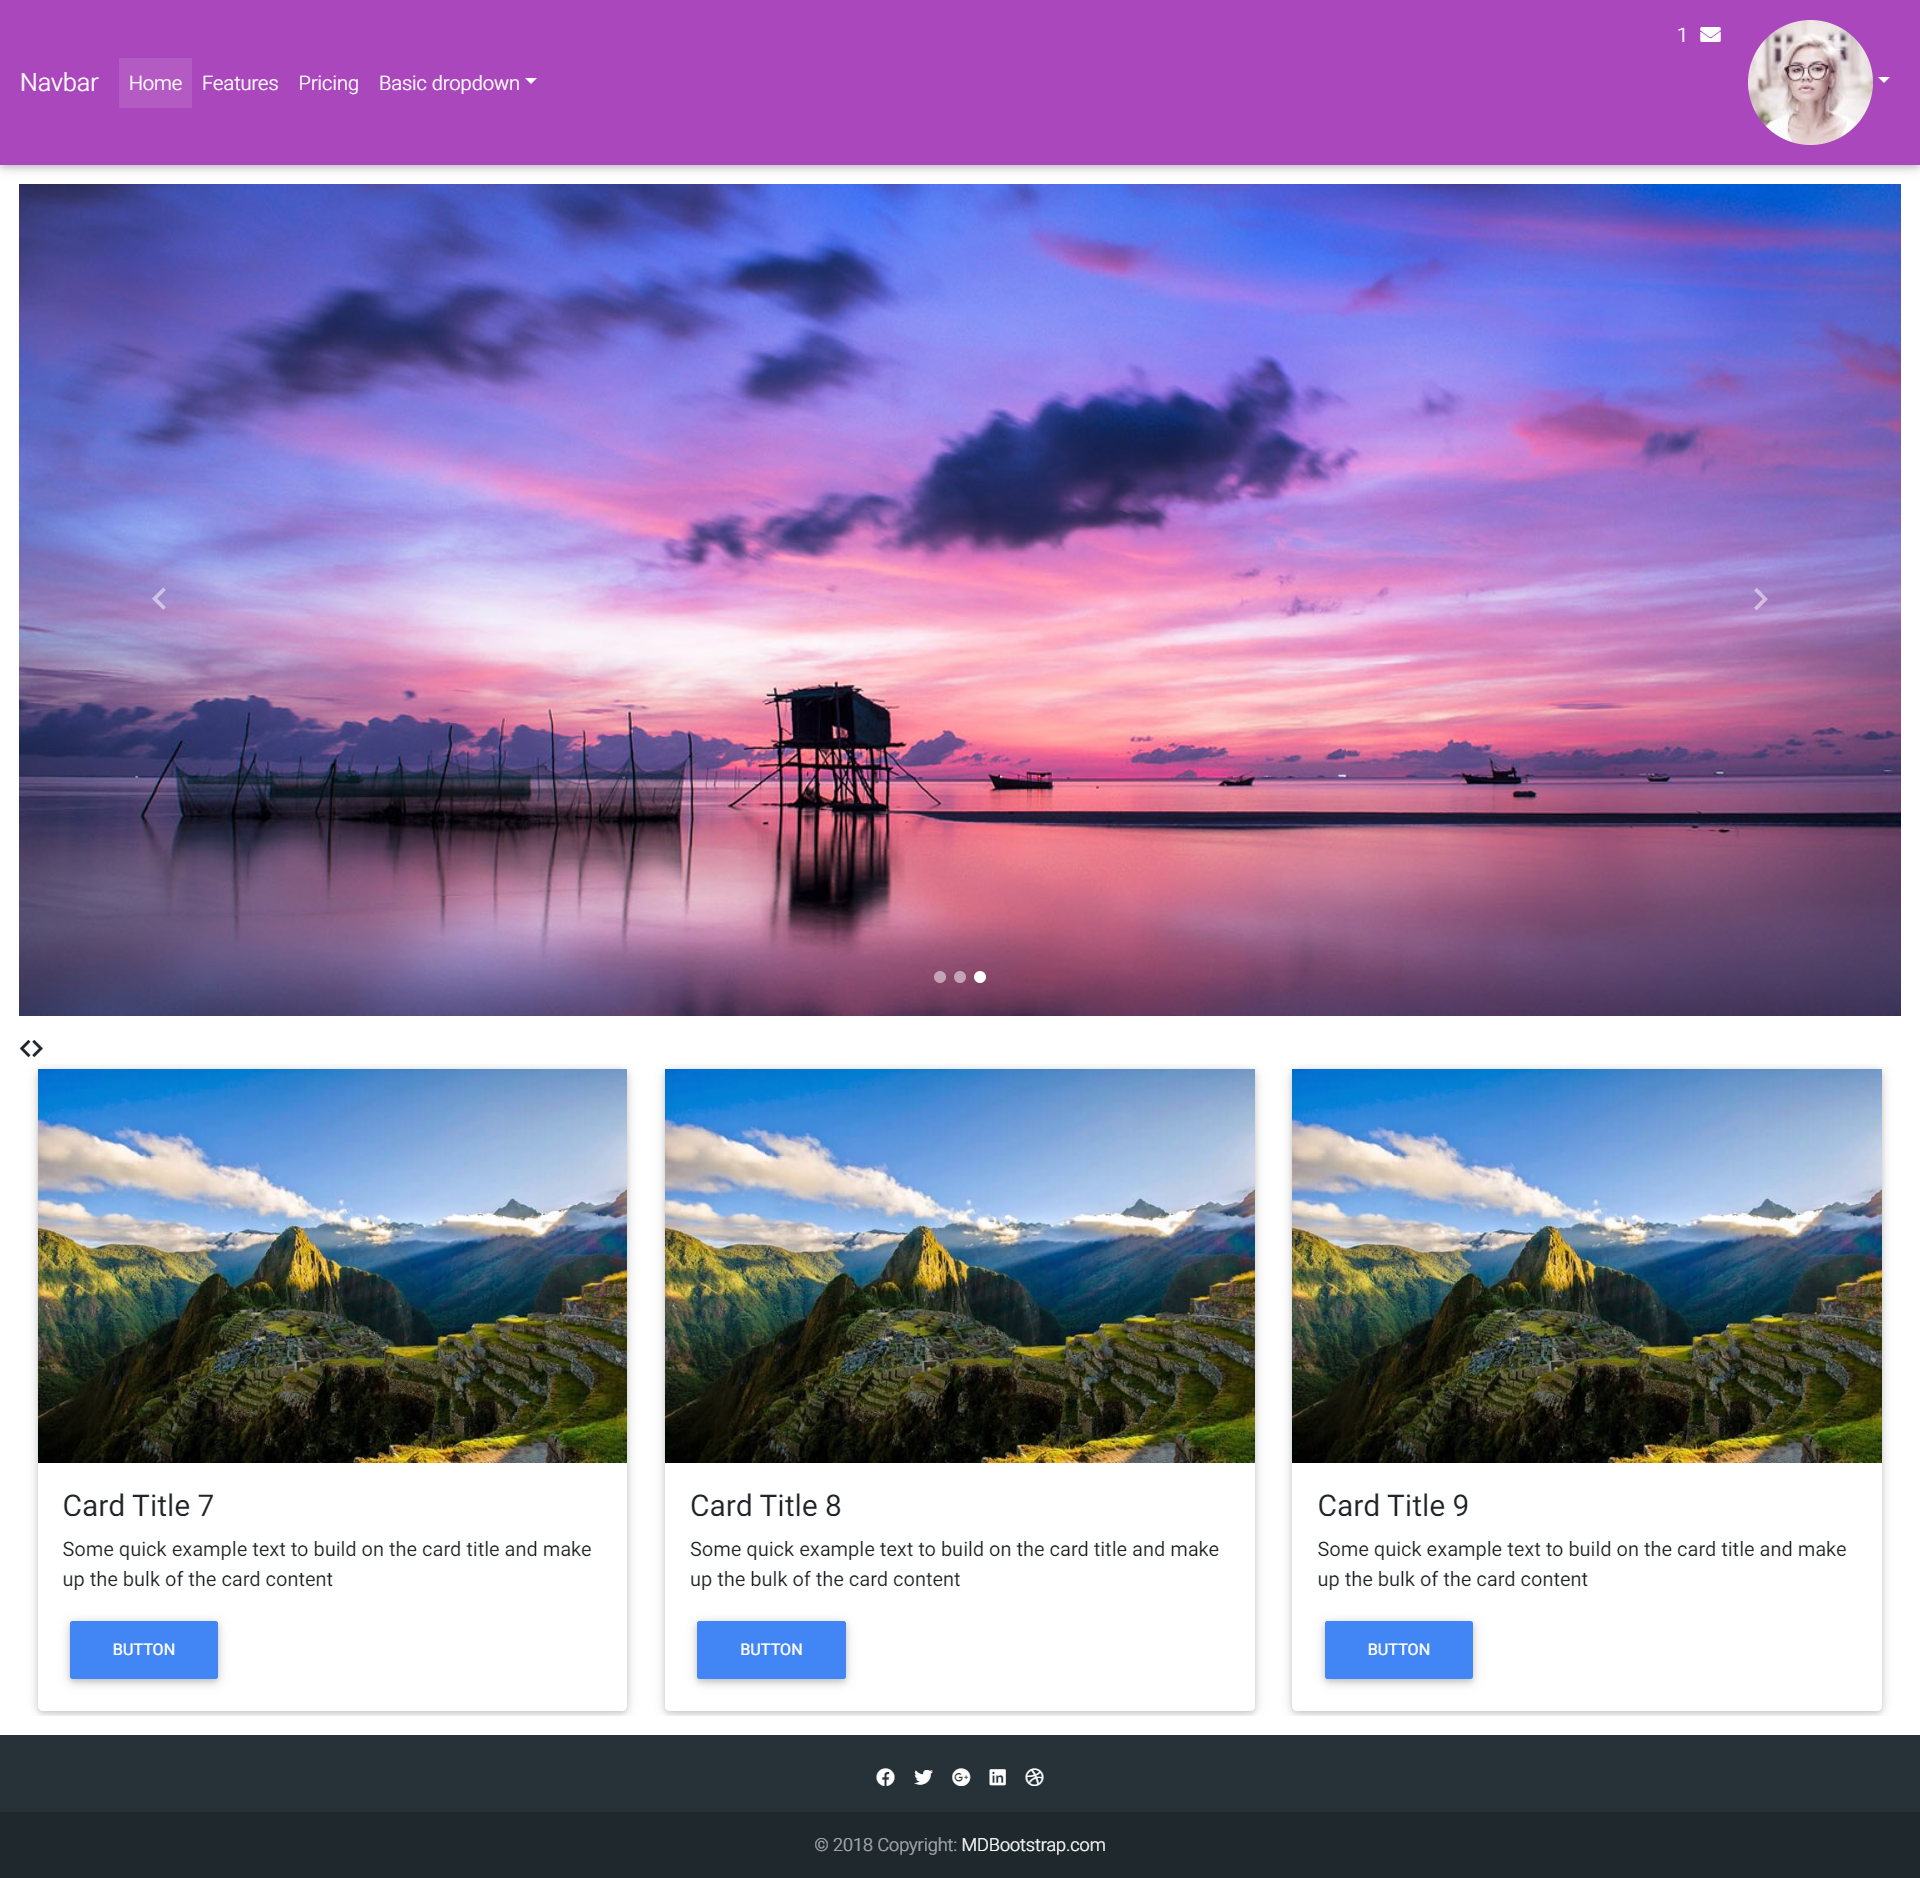 Navbar Home Features Pricing Basic dropdown 1
Card Title 7
Some quick example text to build on the card title and make
up the bulk of the card content
BUTTON
Card Title 8
Some quick example text to build on the card title and make
up the bulk of the card content
BUTTON
Card Title 9
Some quick example text to build on the card title and make
up the bulk of the card content
BUTTON
© 2018 Copyright: MDBootstrap.com